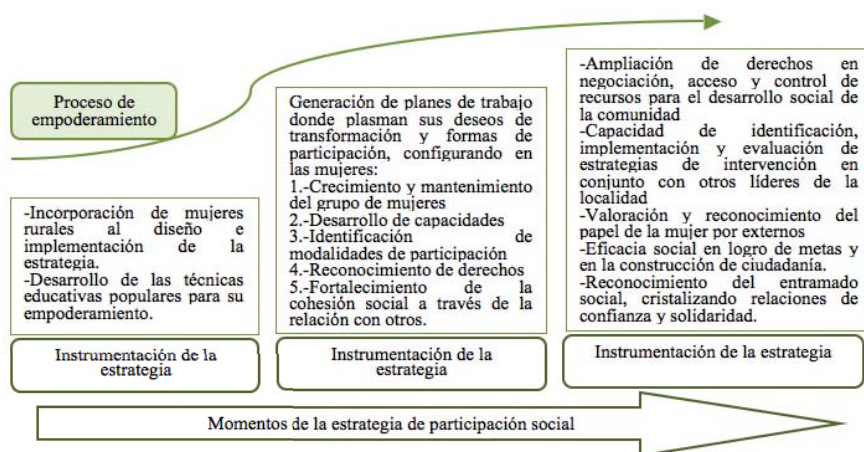 Proceso de
empoderamiento
-Incorporación de mujeres
rurales al diseño e
implementación de la
estrategia.
-Desarrollo de las técnicas
educativas populares para su
empoderamiento.
Instrumentación de la
estrategia
Generación de planes de trabajo
donde plasman sus deseos de
transformación y formas de
participación, configurando en
las mujeres:
1.-Crecimiento y mantenimiento
del grupo de mujeres
2.-Desarrollo de capacidades
3.-Identificación de
modalidades de participación
4.-Reconocimiento de derechos
5.-Fortalecimiento de la
cohesión social a través de la
relación con otros.
Instrumentación de la
estrategia
-Ampliación de derechos en
negociación, acceso y control de
recursos para el desarrollo social de
la comunidad
-Capacidad de identificación,
implementación y evaluación de
estrategias de intervención en
conjunto con otros líderes de la
localidad
-Valoración y reconocimiento del
papel de la mujer por externos
-Eficacia social en logro de metas y
en la construcción de ciudadanía.
-Reconocimiento del entramado
social, cristalizando relaciones de
confianza y solidaridad.
Instrumentación de la estrategia
Momentos de la estrategia de participación social